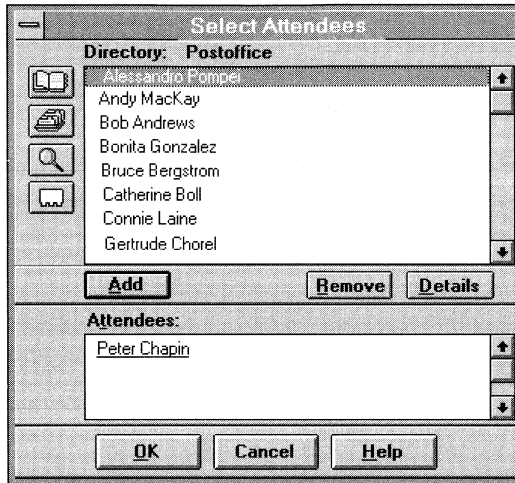 Select Attendees
Directory: Postoffice
Alessandro Pompei
Andy MacKay
Bob Andrews
Bonita Gonzalez
Bruce Bergstrom
Catherine Boll
Connie Laine
Gertrude Chorel
Add
Remove
Details
Attendees:
Peter Chapin
OK
Cancel
Help